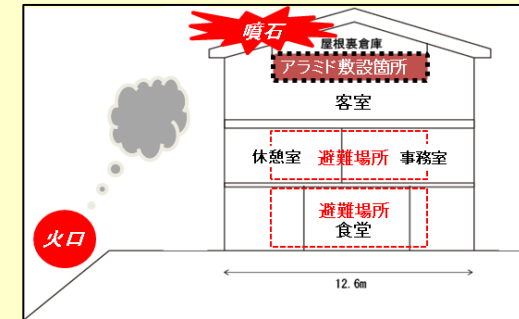 噴石
屋根裏倉庫
アラミド敷設箇所
客室
休憩室 避難場所 事務室
避難場所
食堂
火口
12.6m